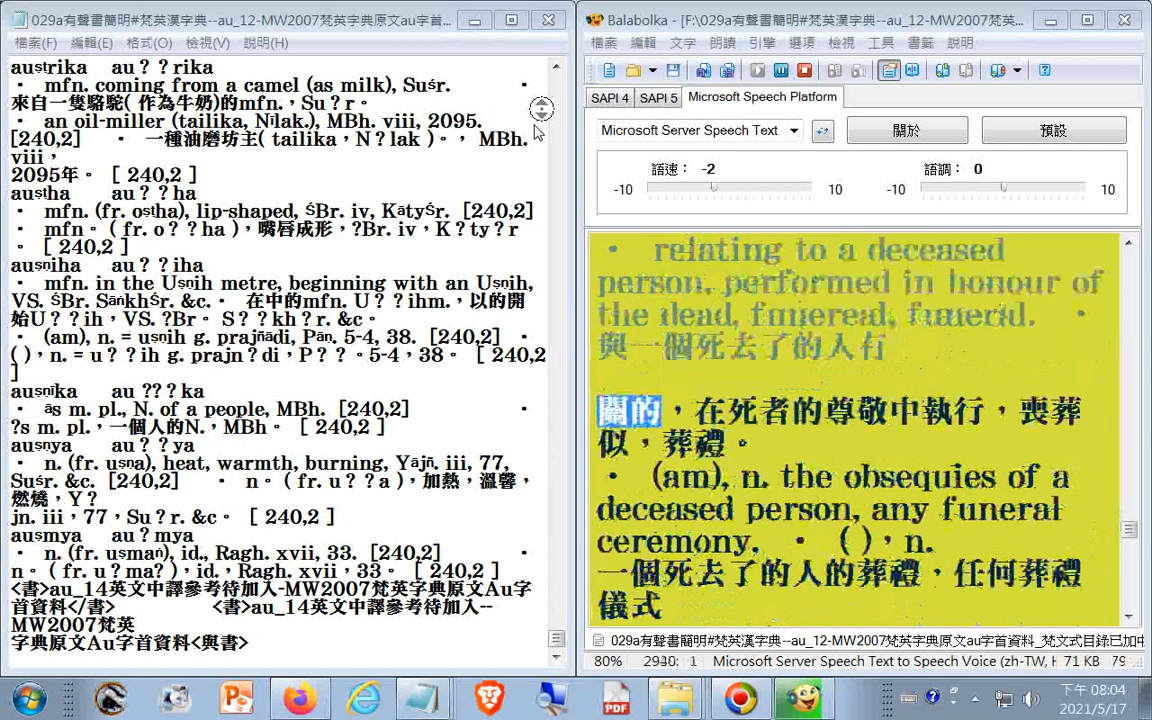 029a有聲書簡明#梵英漢字典--au_12-MW2007梵英字典原文au字首...
檔案(F) 編輯(E) 格式(O) 檢視(V) 說明(H)
auṣtrika au？？rika
• mfn. coming from a camel (as milk), Suśr. •
來自一隻駱駝( 作為牛奶)的mfn.，Su？r。
• an oil-miller (tailika, Nīlak.), MBh. viii, 2095.
[240,2] • 一種油磨坊主( tailika，N？lak )。， MBh.
viii，
2095年。 [ 240,2 ]
auṣtha au？？ha
• mfn. (fr. oṣtha), lip-shaped, ŚBr. iv, KātyŚr. [240,2]
• mfn。( fr. o？？ha )，嘴唇成形，?Br. iv，K？ty？r
。 [ 240,2 ]
auṣṇiha au？？iha
• mfn. in the Uṣṇih metre, beginning with an Uṣṇih,
VS. ŚBr. SāṅkhŚr. &c. • 在中的mfn. U？？ihm.，以的開
始U？？ih，VS. ?Br。 S？？kh？r. &c。
• (am), n. = uṣṇih g. prajñādi, Pāṇ. 5-4, 38. [240,2]
( )，n. = u？？ih g. prajn？di，P？？。5-4，38。 [ 240,2
]
auṣṇīka au ??？ka
• ās m. pl., N. of a people, MBh. [240,2] •
?s m. pl.，一個人的N.，MBh。 [ 240,2 ]
auṣṇya au？？ya
• n. (fr. uṣṇa), heat, warmth, burning, Yājñ. iii, 77,
Suśr. &c. [240,2] • n。( fr. u？？a )，加熱，溫馨，
燃燒，Y？
jn. iii，77，Su？r. &c。 [ 240,2 ]
auṣmya au？mya
• n. (fr. uṣman), id., Ragh. xvii, 33. [240,2] •
n。( fr. u？ma? )，id.，Ragh. xvii，33。 [ 240,2 ]
<書>au_14英文中譯參考待加入-MW2007梵英字典原文Au字
首資料</書> <書>au_14英文中譯參考待加入--
MW2007梵英
字典原文Au字首資料<與書>
Balabolka - [F:\029a有聲書簡明#梵英漢字典--au_12-MW2007梵英...
檔案 編輯 文字 朗讀 引擎 選項 檢視 工具 書籤 說明
SAPI 4 SAPI 5 Microsoft Speech Platform
Microsoft Server Speech Text 關於 預設
語速： -2 語調： 0
-10 10 -10 10
• relating to a deceased
person, performed in honour of
the dead, funereal, funeral. •
與一個死去了的人有
關的，在死者的尊敬中執行，喪葬
似，葬禮。
• (am), n. the obsequies of a
deceased person, any funeral
ceremony, • ( )，n.
一個死去了的人的葬禮，任何葬禮
儀式
029a有聲書簡明#梵英漢字典--au_12-MW2007梵英字典原文au字首資料_梵文式目錄已加中
80% 2940: 1 Microsoft Server Speech Text to Speech Voice (zh-TW, H 71 KB 79
PDF
下午 08:04
2021/5/17